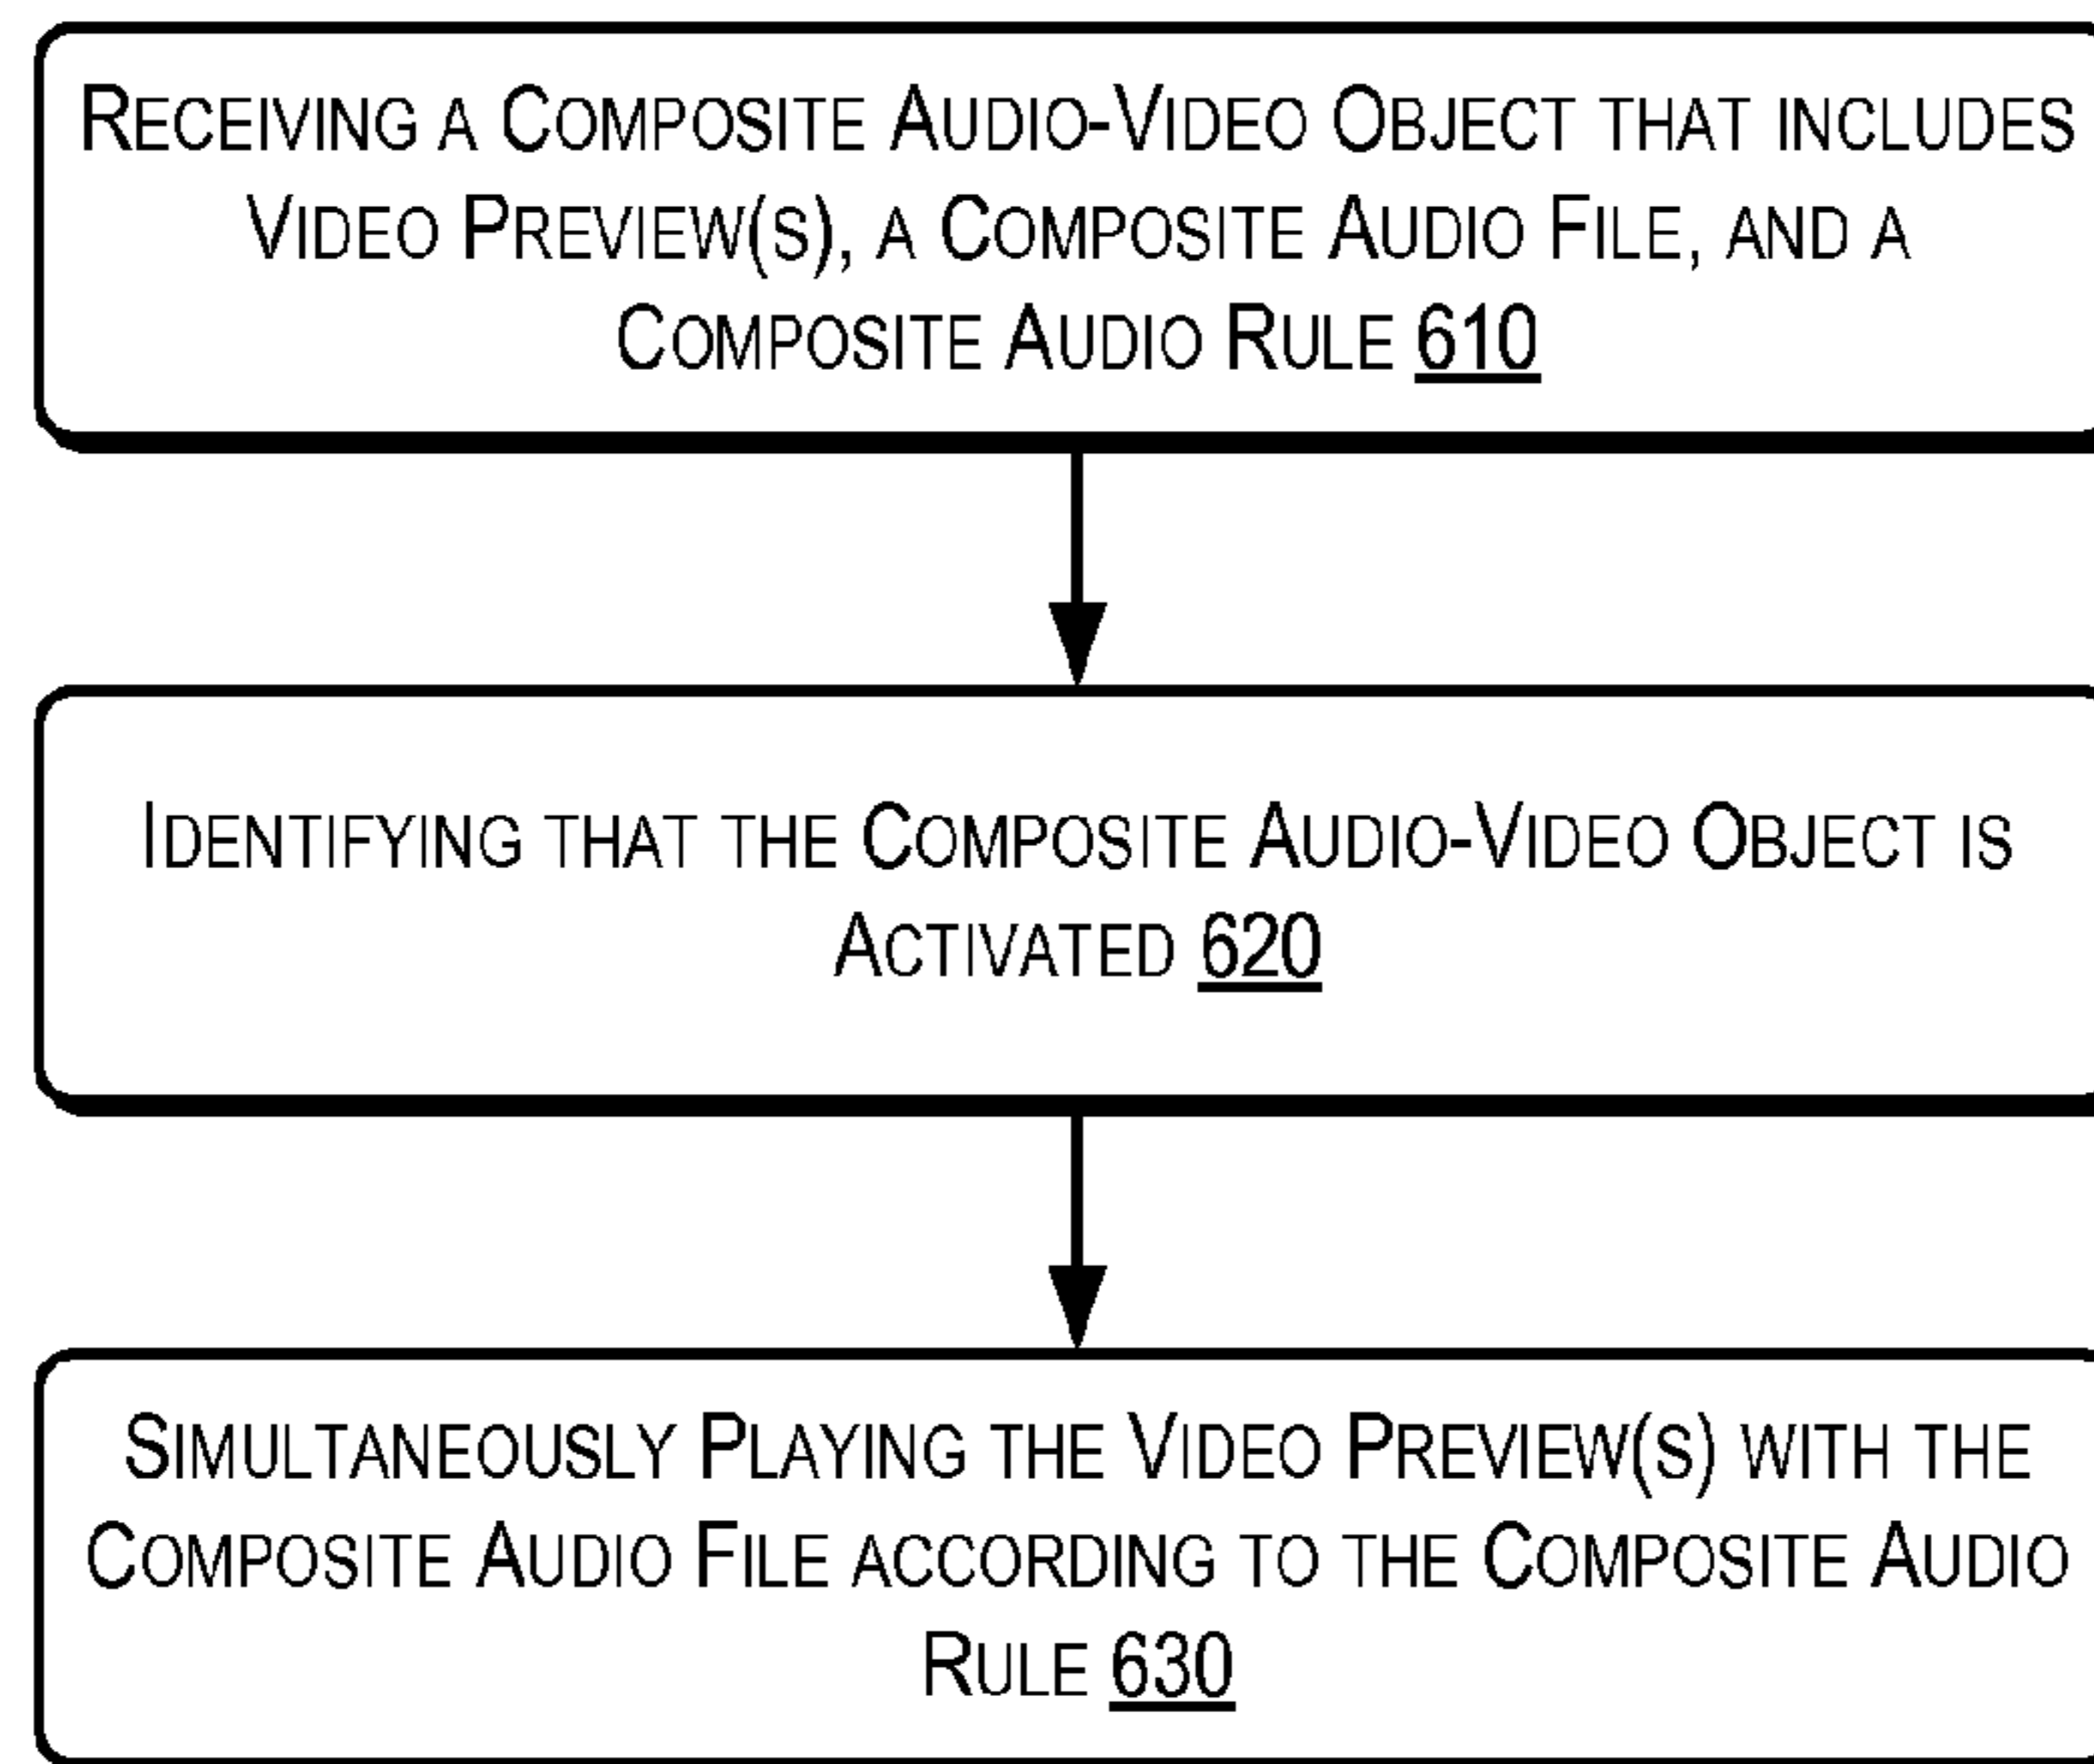 RECEIVING A COMPOSITE AUDIO-VIDEO OBJECT THAT INCLUDES
VIDEO PREVIEW(S), A COMPOSITE AUDIO FILE, AND A
COMPOSITE AUDIO RULE 610
IDENTIFYING THAT THE COMPOSITE AUDIO-VIDEO OBJECT IS
ACTIVATED 620
SIMULTANEOUSLY PLAYING THE VIDEO PREVIEW(S) WITH THE
COMPOSITE AUDIO FILE ACCORDING TO THE COMPOSITE AUDIO
RULE 630